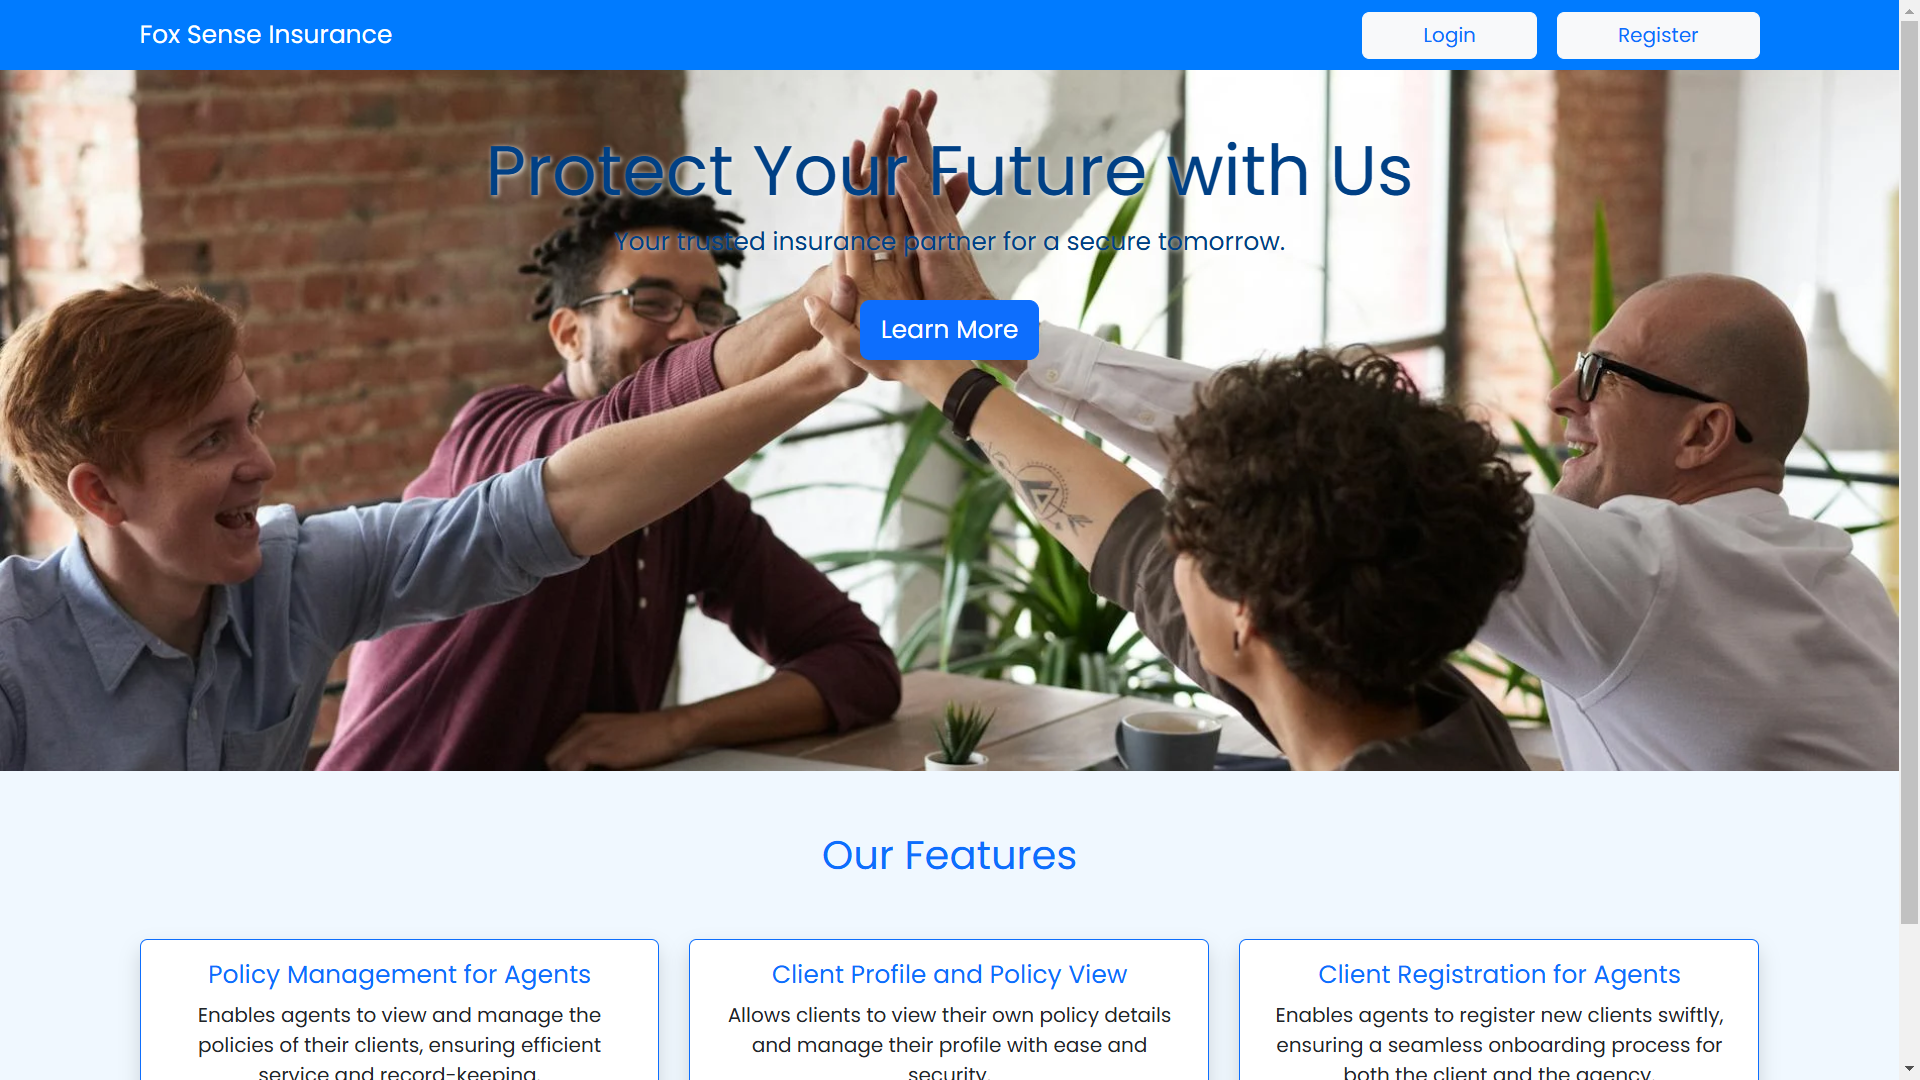 Fox Sense Insurance
Login
Register
Protect Your Future with Us
Your trusted insurance partner for a secure tomorrow.
Learn More
Our Features
Policy Management for Agents
Enables agents to view and manage the
policies of their clients, ensuring efficient
service and record-keeping.
Client Profile and Policy View
Allows clients to view their own policy details
and manage their profile with ease and
security.
Client Registration for Agents
Enables agents to register new clients swiftly,
ensuring a seamless onboarding process for
both the client and the agency.